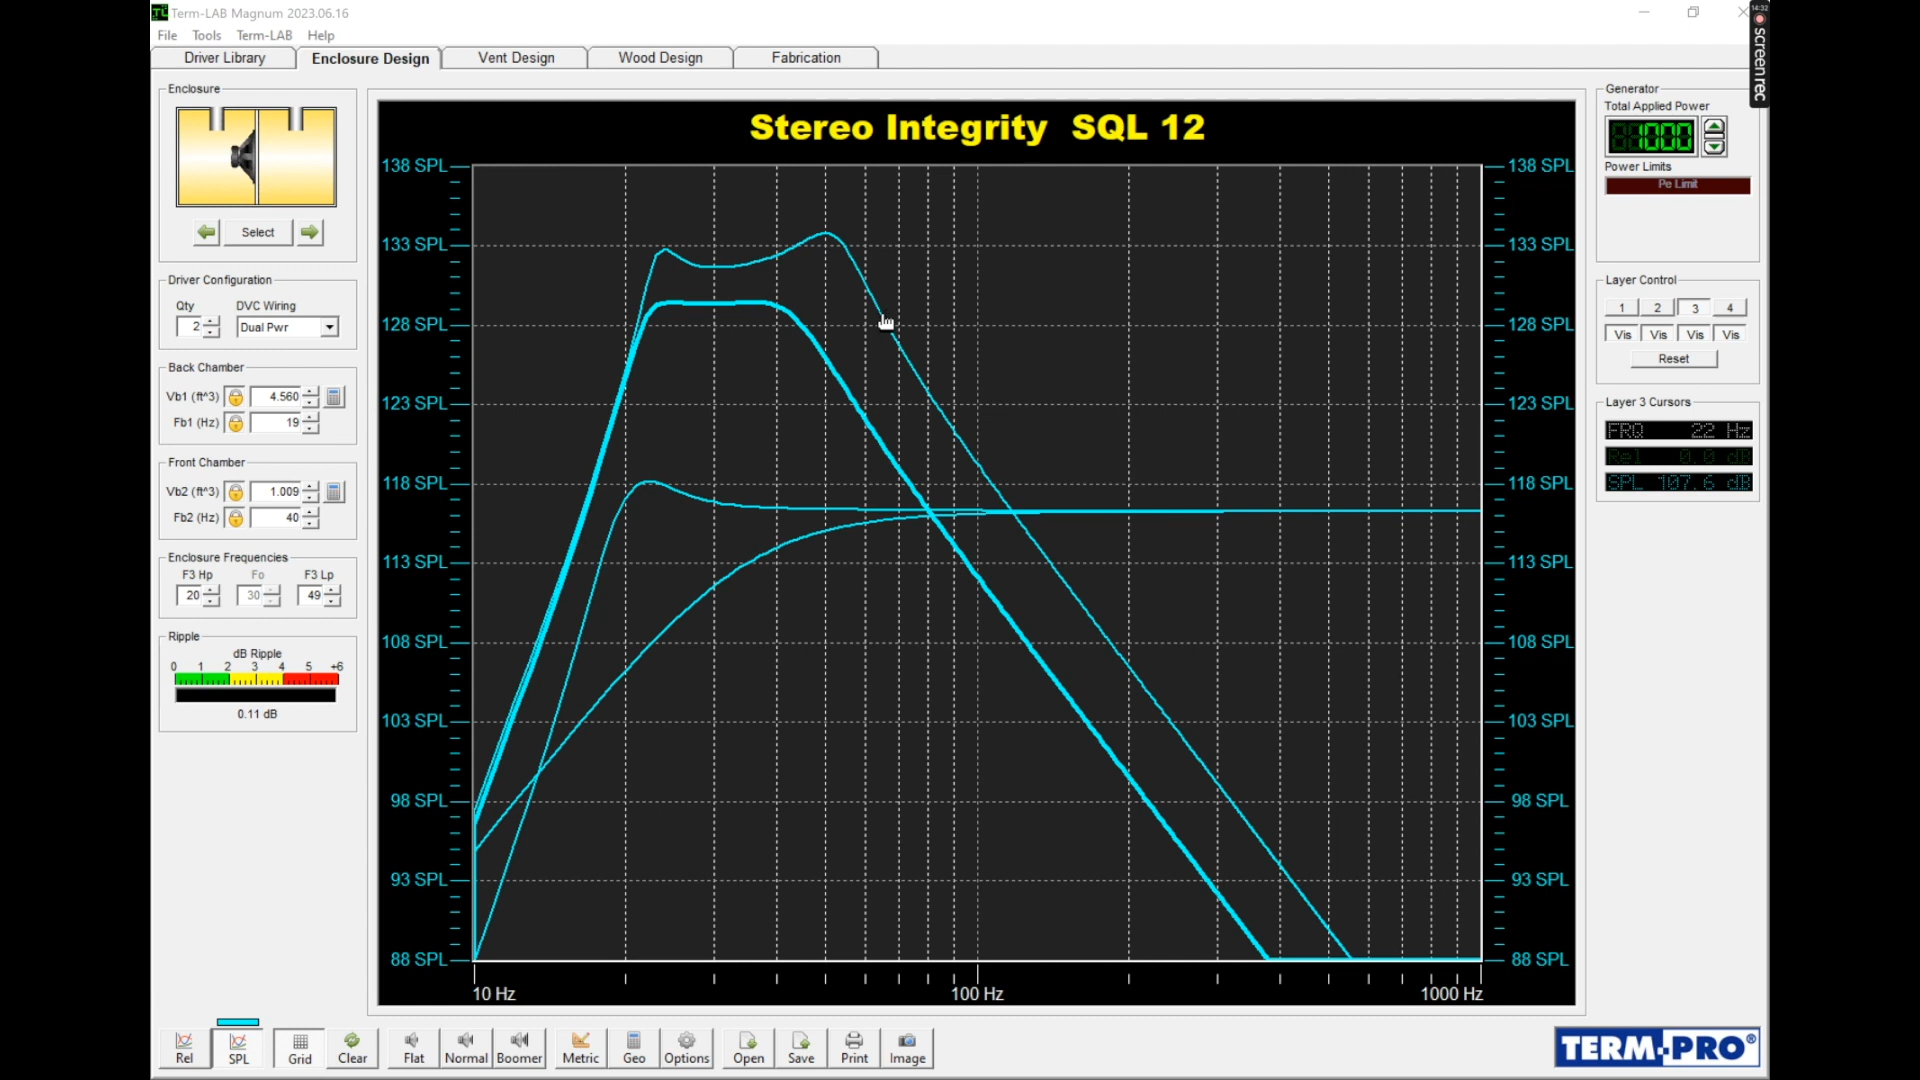 Term-LAB Magnum 2023.06.16
14:32
screen rec
File Tools Term-LAB Help
Driver Library Enclosure Design Vent Design Wood Design Fabrication
Enclosure
Select
Driver Configuration
Qty DVC Wiring
2 Dual Pwr
Back Chamber
Vb1 (ft^3) 4.560
Fb1 (Hz) 19
Front Chamber
Vb2 (ft^3) 1.009
Fb2 (Hz) 40
Enclosure Frequencies
F3 Hp Fo F3 Lp
20 30 49
Ripple
dB Ripple
0 1 2 3 4 5 +6
0.11 dB
Stereo Integrity SQL 12
138 SPL 138 SPL
133 SPL 133 SPL
128 SPL 128 SPL
123 SPL 123 SPL
118 SPL 118 SPL
113 SPL 113 SPL
108 SPL 108 SPL
103 SPL 103 SPL
98 SPL 98 SPL
93 SPL 93 SPL
88 SPL 88 SPL
10 Hz 100 Hz 1000 Hz
Generator
Total Applied Power
1000
Power Limits
Pe Limit
Layer Control
1 2 3 4
Vis Vis Vis Vis
Reset
Layer 3 Cursors
FRQ 22 Hz
Rel 0.0 dB
SPL 107.6 dB
Rel SPL Grid Clear Flat Normal Boomer Metric Geo Options Open Save Print Image
TERM-PRO®